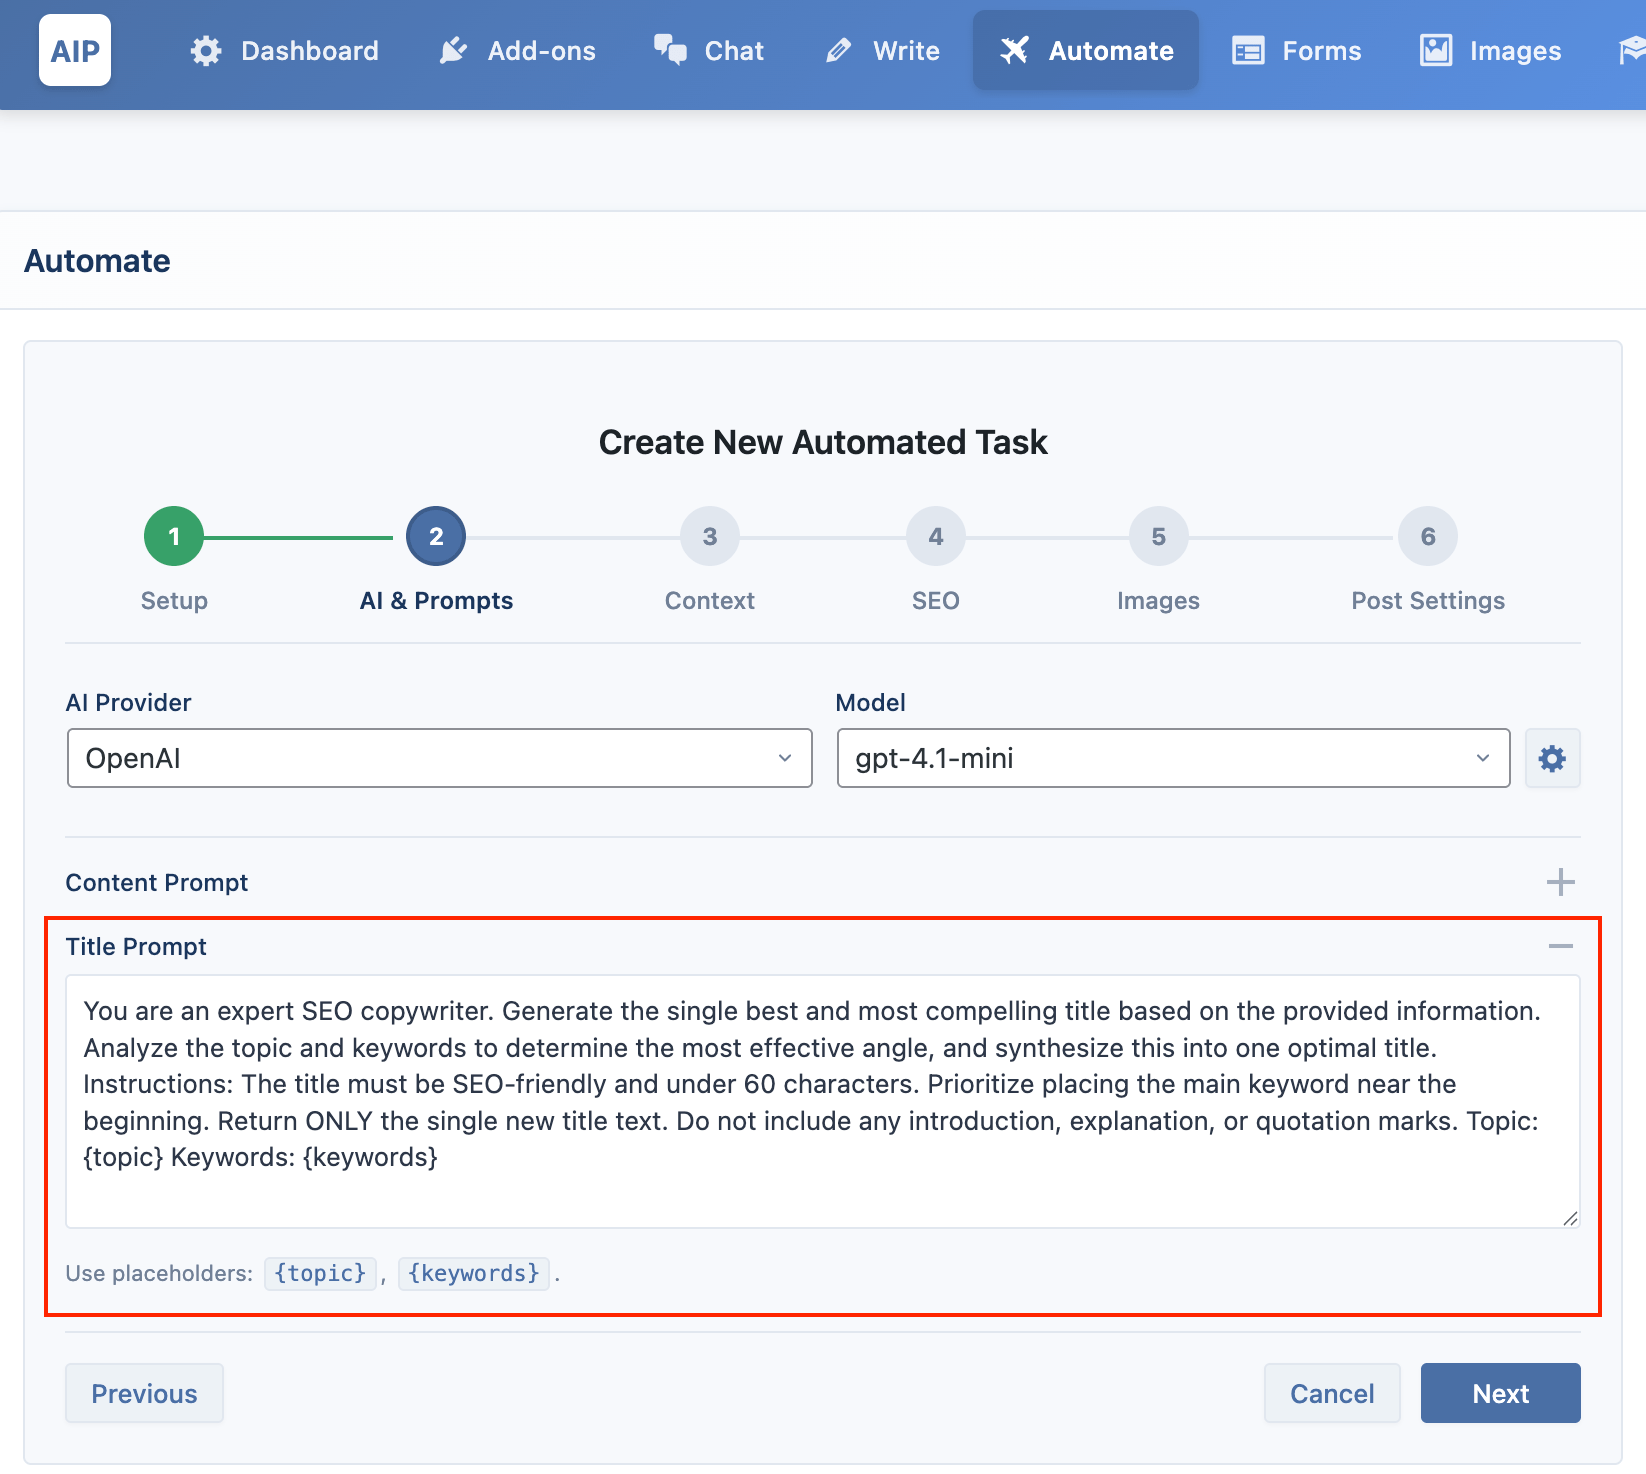 AIP
Dashboard
Add-ons
Chat
Write
Automate
Forms
Images
Automate
Create New Automated Task
1
2
3
4
5
6
Setup
AI & Prompts
Context
SEO
Images
Post Settings
AI Provider
Model
OpenAI
gpt-4.1-mini
Content Prompt
Title Prompt
You are an expert SEO copywriter. Generate the single best and most compelling title based on the provided information.
Analyze the topic and keywords to determine the most effective angle, and synthesize this into one optimal title.
Instructions: The title must be SEO-friendly and under 60 characters. Prioritize placing the main keyword near the
beginning. Return ONLY the single new title text. Do not include any introduction, explanation, or quotation marks. Topic:
{topic} Keywords: {keywords}
Use placeholders: {topic} , {keywords} .
Previous
Cancel
Next